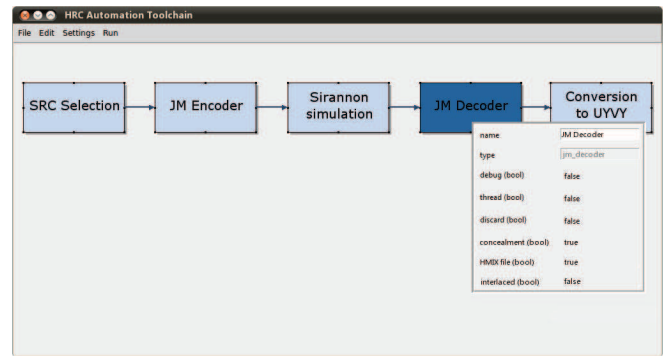 HRC Automation Toolchain
File Edit Settings Run
SRC Selection
JM Encoder
Sirannon
simulation
JM Decoder
Conversion
to UYVY
name JM Decoder
type jm_decoder
debug (bool) false
thread (bool) false
discard (bool) false
concealment (bool) true
HMIX file (bool) true
interlaced (bool) false